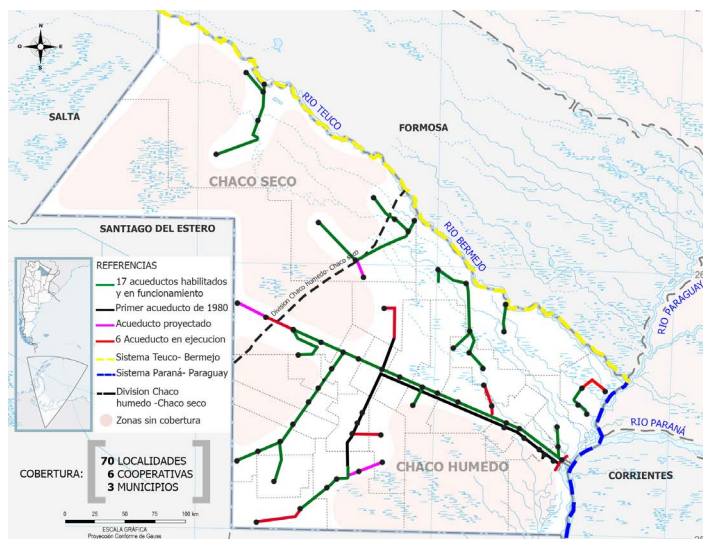 N
O
E
S
SALTA
RIO TEUCO
FORMOSA
CHACO SECO
SANTIAGO DEL ESTERO
RIO BERMEJO
Division Chaco humedo- Chaco seco
RIO PARAGUAY
26
REFERENCIAS
17 acueductos habilitados
y en funcionamiento
Primer acueducto de 1980
Acueducto proyectado
6 Acueducto en ejecucion
Sistema Teuco- Bermejo
Sistema Paraná- Paraguay
Division Chaco
humedo -Chaco seco
Zonas sin cobertura
RIO PARANÁ
COBERTURA:
70 LOCALIDADES
6 COOPERATIVAS
3 MUNICIPIOS
CHACO HUMEDO
CORRIENTES
0 25 50 75 100 km
ESCALA GRÁFICA
Proyección Conforme de Gauss